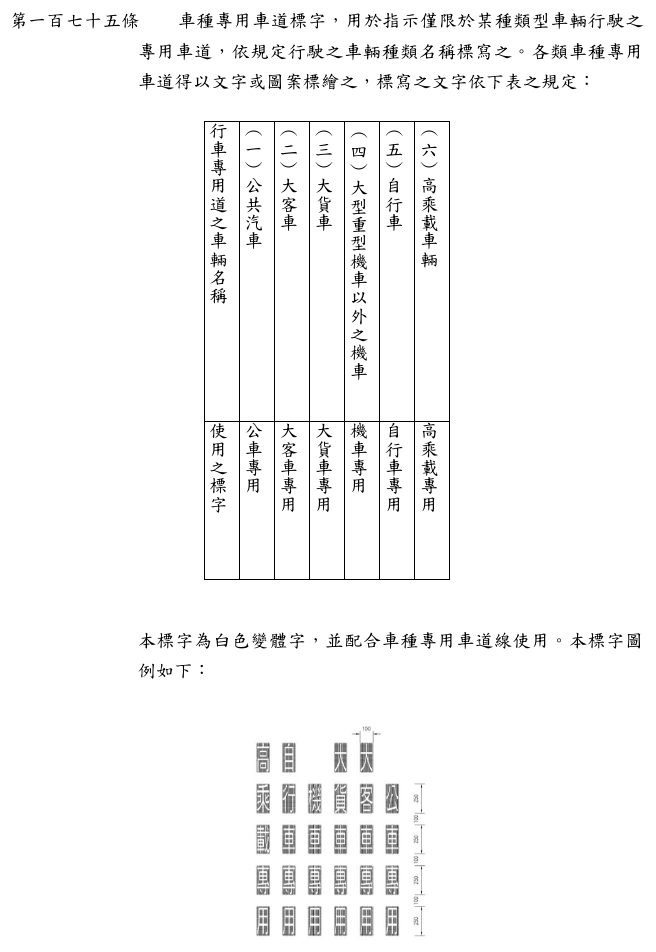 第一百七十五條　　車種專用車道標字，用於指示僅限於某種類型車輛行駛之
專用車道，依規定行駛之車輛種類名稱標寫之。各類車種專用
車道得以文字或圖案標繪之，標寫之文字依下表之規定：
行車專用道之車輛名稱
使用之標字
（一）公共汽車
公車專用
（二）大客車
大客車專用
（三）大貨車
大貨車專用
（四）大型重型機車以外之機車
機車專用
（五）自行車
自行車專用
（六）高乘載車輛
高乘載專用
本標字為白色變體字，並配合車種專用車道線使用。本標字圖
例如下：
100
高乘載專用
自行車專用
機車專用
大貨車專用
大客車專用
公車專用
250
100
250
100
250
100
250